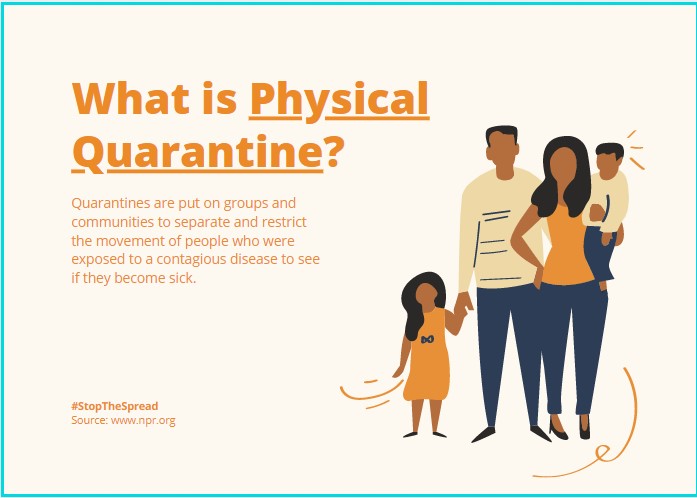 What is Physical
Quarantine?
Quarantines are put on groups and
communities to separate and restrict
the movement of people who were
exposed to a contagious disease to see
if they become sick.
#StopTheSpread
Source: www.npr.org